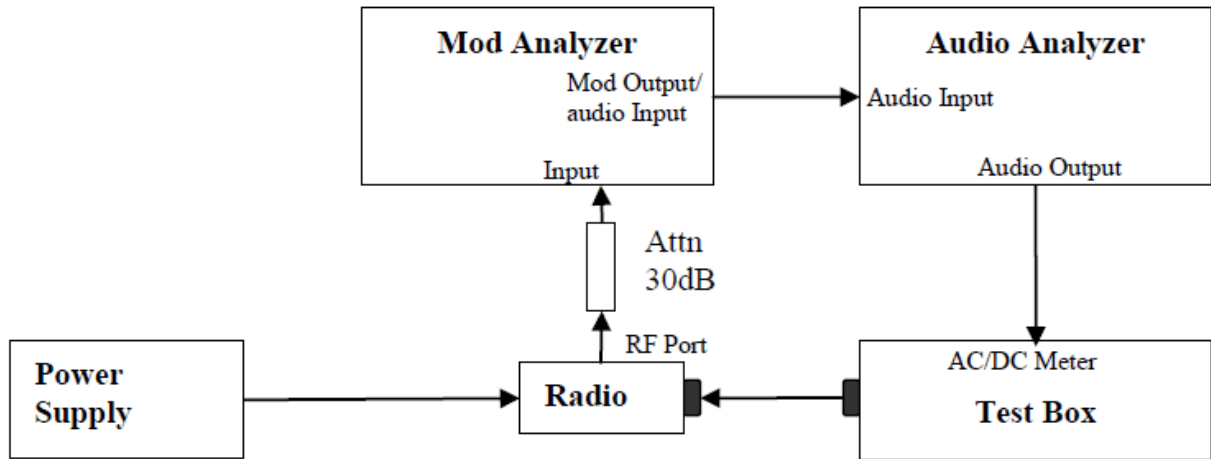 Mod Analyzer
Mod Output/
audio Input
Input
Audio Analyzer
Audio Input
Audio Output
Attn
30dB
RF Port
Power
Supply
Radio
AC/DC Meter
Test Box